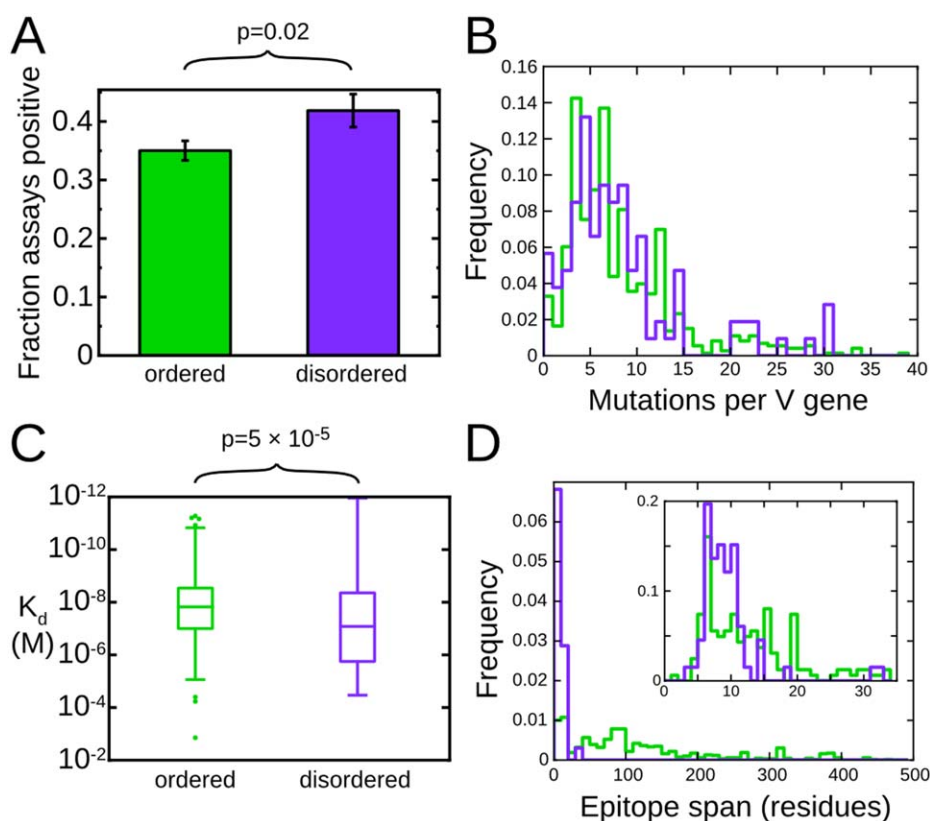 A
p=0.02
Fraction assays positive
0.4
0.3
0.2
0.1
0
ordered
disordered
B
Frequency
0.16
0.14
0.12
0.10
0.08
0.06
0.04
0.02
0
0
5
10
15
20
25
30
35
40
Mutations per V gene
C
p=5 × 10⁻⁵
K_d
(M)
10⁻¹²
10⁻¹⁰
10⁻⁸
10⁻⁶
10⁻⁴
10⁻²
ordered
disordered
D
Frequency
0.06
0.05
0.04
0.03
0.02
0.01
0
0
100
200
300
400
500
Epitope span (residues)
0.2
0.1
0
0
10
20
30